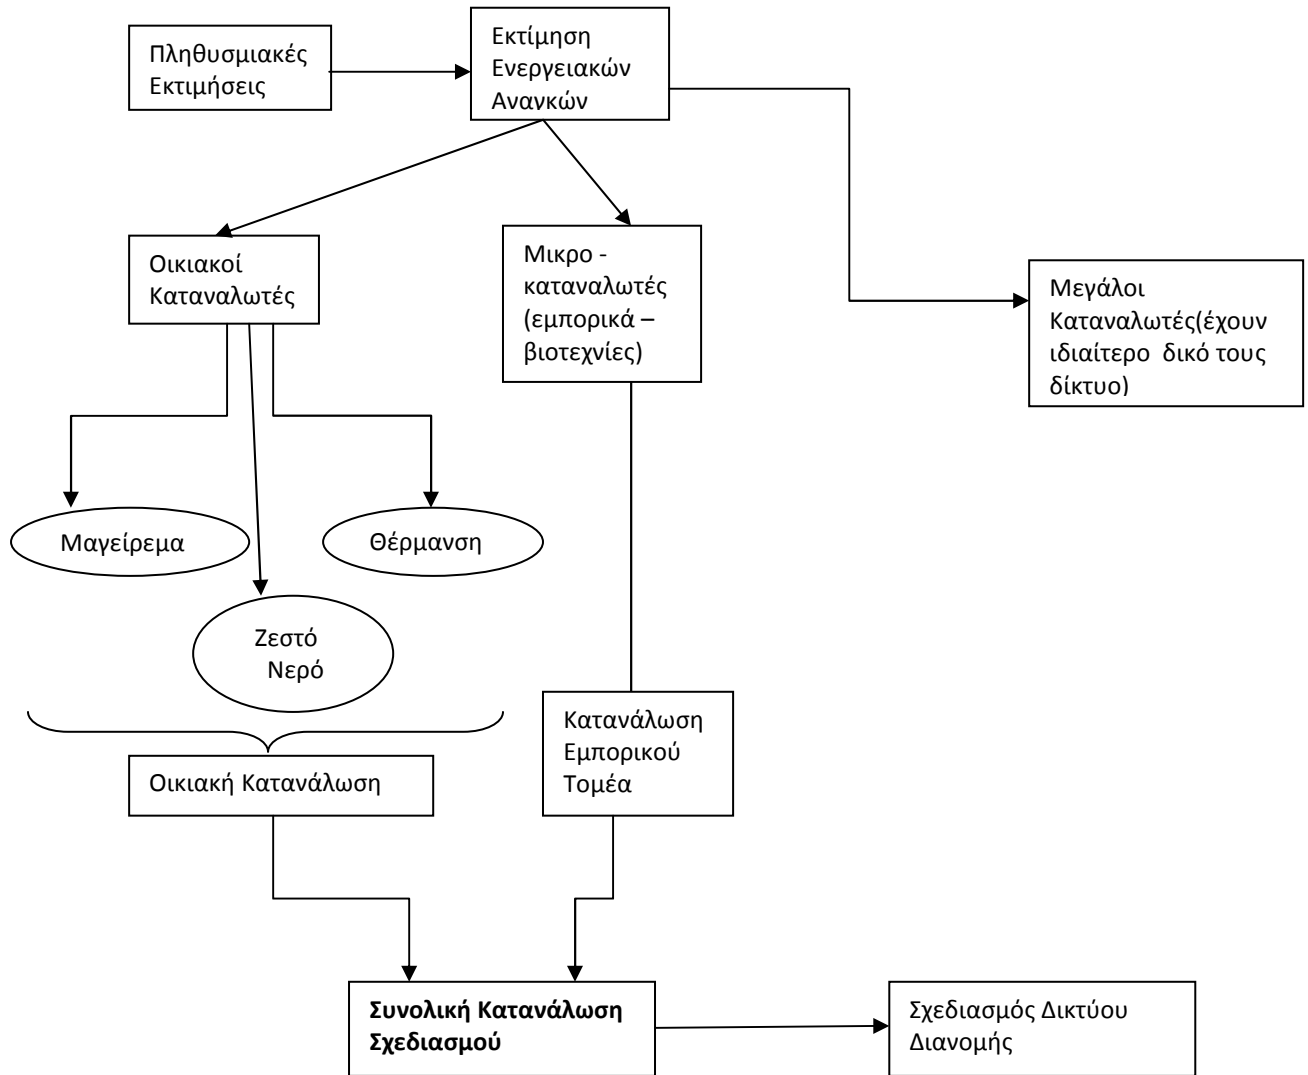 Πληθυσμιακές
Εκτιμήσεις
Εκτίμηση
Ενεργειακών
Αναγκών
Οικιακοί
Καταναλωτές
Μικρο -
καταναλωτές
(εμπορικά –
βιοτεχνίες)
Μεγάλοι
Καταναλωτές(έχουν
ιδιαίτερο δικό τους
δίκτυο)
Μαγείρεμα
Θέρμανση
Ζεστό
Νερό
Κατανάλωση
Εμπορικού
Τομέα
Οικιακή Κατανάλωση
Συνολική Κατανάλωση
Σχεδιασμού
Σχεδιασμός Δικτύου
Διανομής